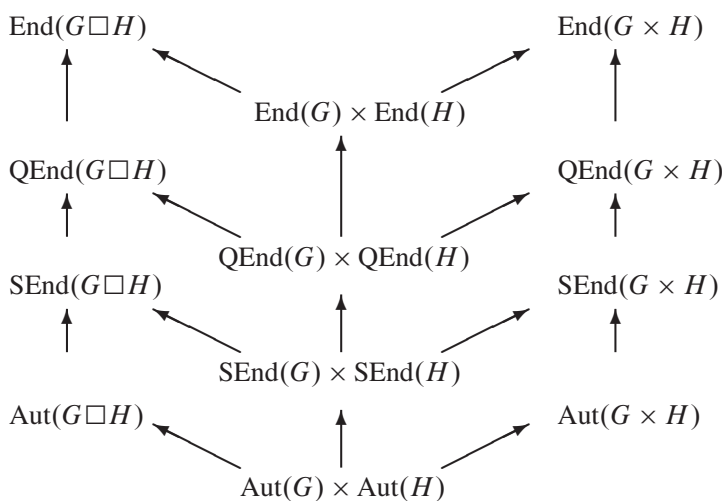 End(G□H) End(G × H)
End(G) × End(H)
QEnd(G□H) QEnd(G × H)
QEnd(G) × QEnd(H)
SEnd(G□H) SEnd(G × H)
SEnd(G) × SEnd(H)
Aut(G□H) Aut(G × H)
Aut(G) × Aut(H)